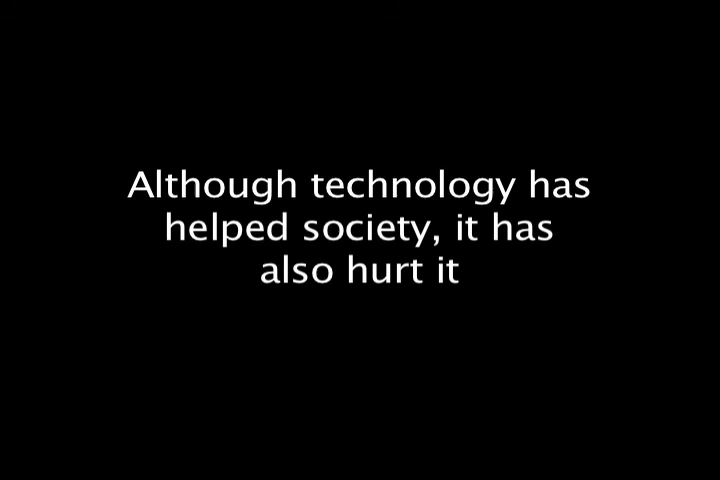 Although technology has
helped society, it has
also hurt it